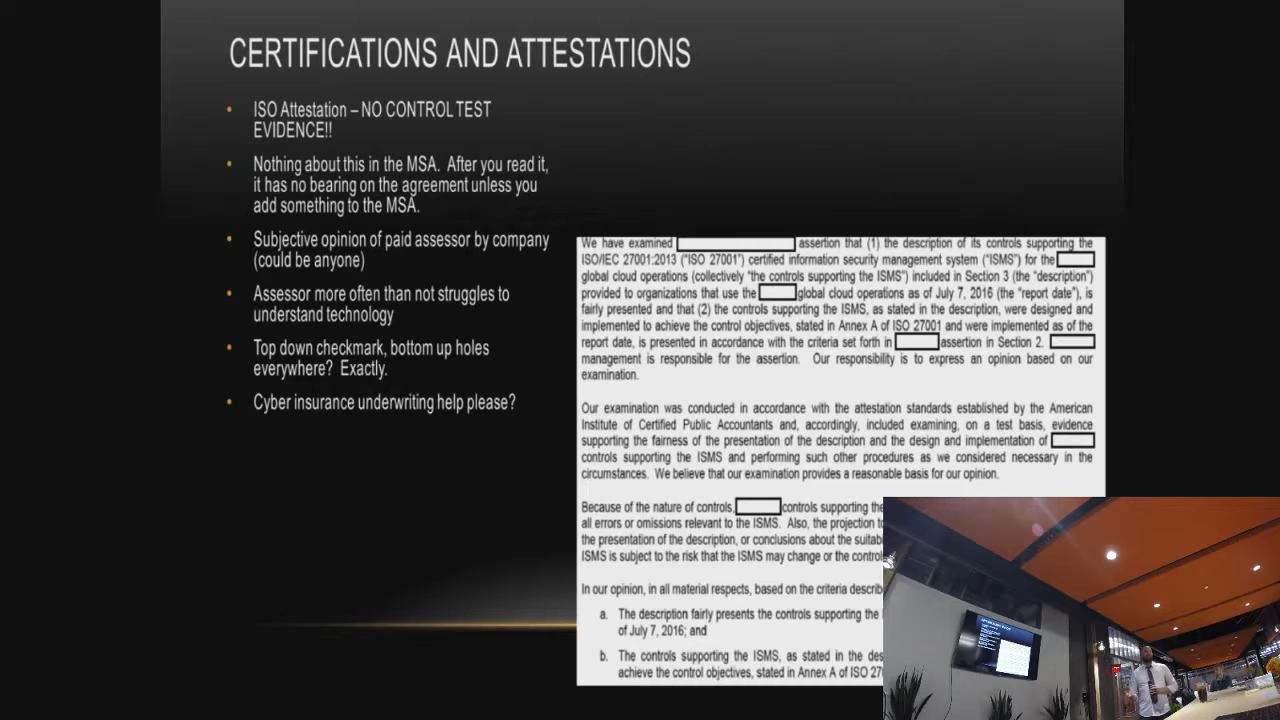 CERTIFICATIONS AND ATTESTATIONS
• ISO Attestation – NO CONTROL TEST
EVIDENCE!!
• Nothing about this in the MSA. After you read it,
it has no bearing on the agreement unless you
add something to the MSA.
• Subjective opinion of paid assessor by company
(could be anyone)
• Assessor more often than not struggles to
understand technology
• Top down checkmark, bottom up holes
everywhere? Exactly.
• Cyber insurance underwriting help please?
We have examined assertion that (1) the description of its controls supporting the
ISO/IEC 27001:2013 ("ISO 27001") certified information security management system ("ISMS") for the
global cloud operations (collectively "the controls supporting the ISMS") included in Section 3 (the "description")
provided to organizations that use the global cloud operations as of July 7, 2016 (the "report date"), is
fairly presented and that (2) the controls supporting the ISMS, as stated in the description, were designed and
implemented to achieve the control objectives, stated in Annex A of ISO 27001 and were implemented as of the
report date, is presented in accordance with the criteria set forth in assertion in Section 2.
management is responsible for the assertion. Our responsibility is to express an opinion based on our
examination.
Our examination was conducted in accordance with the attestation standards established by the American
Institute of Certified Public Accountants and, accordingly, included examining, on a test basis, evidence
supporting the fairness of the presentation of the description and the design and implementation of
controls supporting the ISMS and performing such other procedures as we considered necessary in the
circumstances. We believe that our examination provides a reasonable basis for our opinion.
Because of the nature of controls, controls supporting the
all errors or omissions relevant to the ISMS. Also, the projection
the presentation of the description, or conclusions about the
ISMS is subject to the risk that the ISMS may change or the
In our opinion, in all material respects, based on the criteria
a. The description fairly presents the controls supporting the
of July 7, 2016; and
b. The controls supporting the ISMS, as stated in the
achieve the control objectives, stated in Annex A of ISO